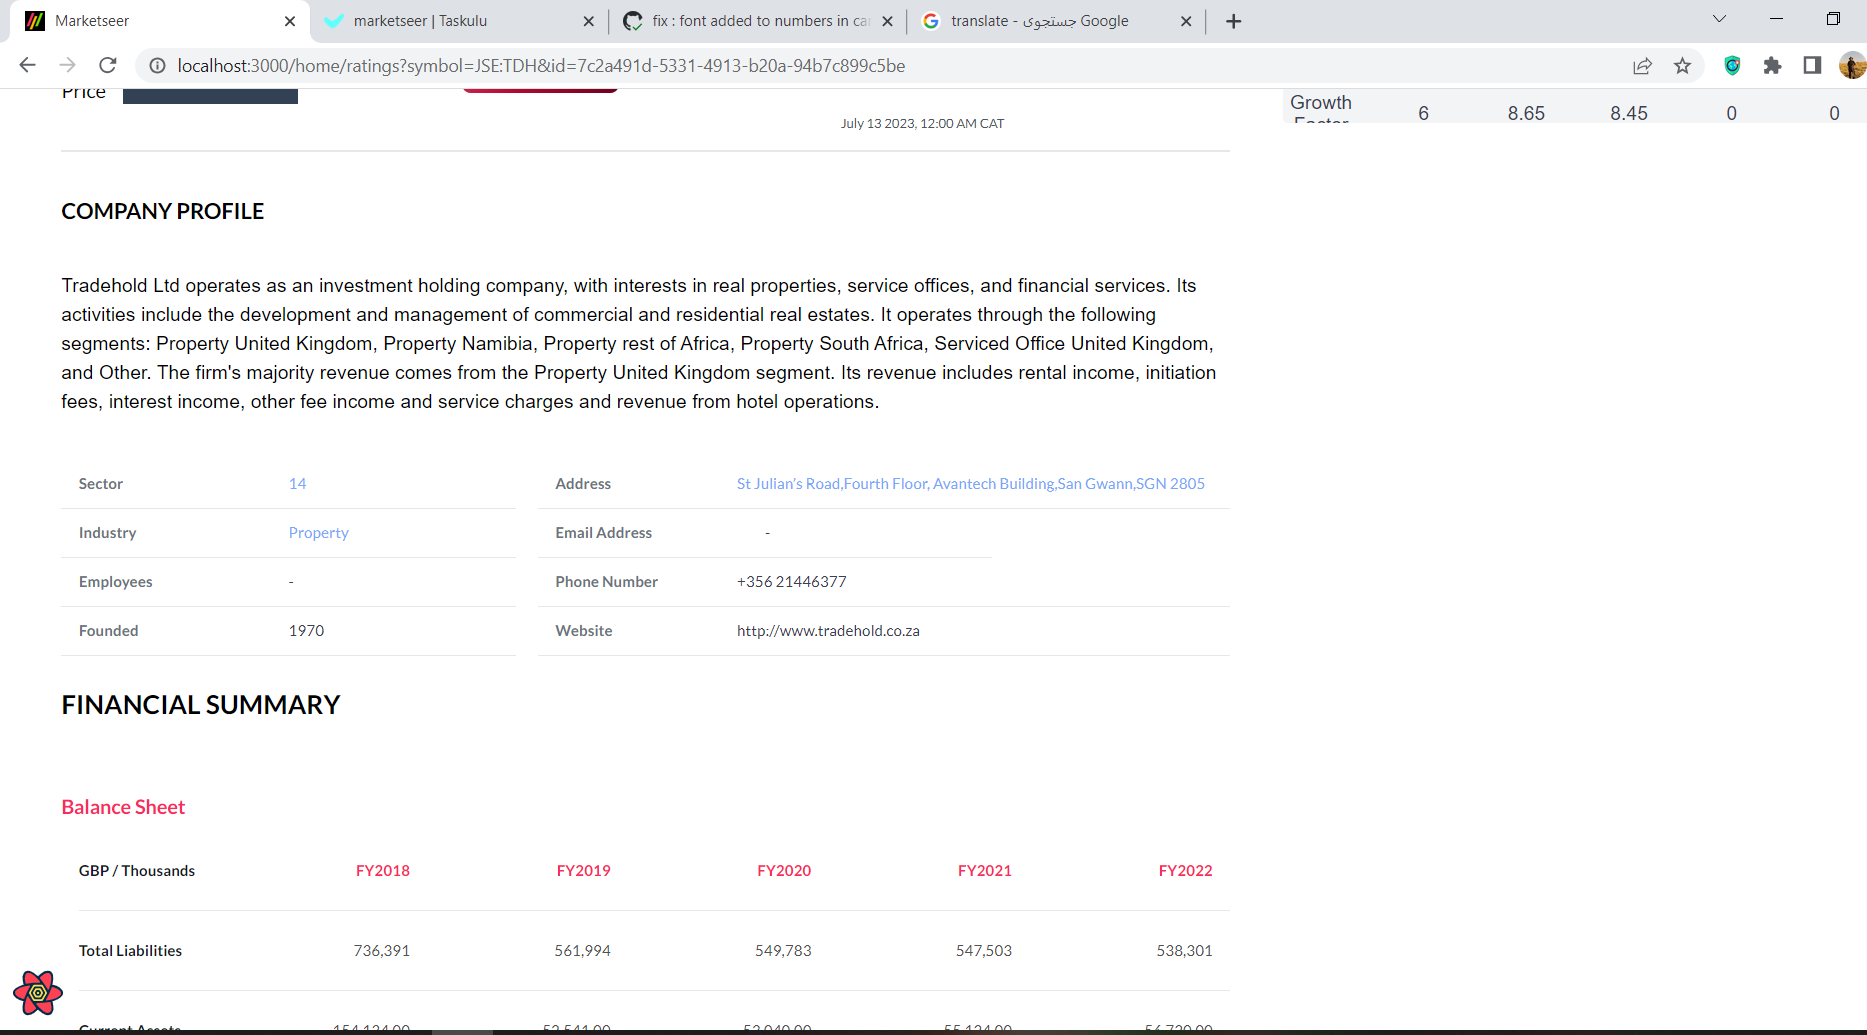 Marketseer
marketseer | Taskulu
fix : font added to numbers in car
translate - جستجوی Google
localhost:3000/home/ratings?symbol=JSE:TDH&id=7c2a491d-5331-4913-b20a-94b7c899c5be
Price
July 13 2023, 12:00 AM CAT
Growth
Factor 6 8.65 8.45 0 0
COMPANY PROFILE
Tradehold Ltd operates as an investment holding company, with interests in real properties, service offices, and financial services. Its
activities include the development and management of commercial and residential real estates. It operates through the following
segments: Property United Kingdom, Property Namibia, Property rest of Africa, Property South Africa, Serviced Office United Kingdom,
and Other. The firm's majority revenue comes from the Property United Kingdom segment. Its revenue includes rental income, initiation
fees, interest income, other fee income and service charges and revenue from hotel operations.
Sector 14 Address St Julian's Road,Fourth Floor, Avantech Building,San Gwann,SGN 2805
Industry Property Email Address -
Employees - Phone Number +356 21446377
Founded 1970 Website http://www.tradehold.co.za
FINANCIAL SUMMARY
Balance Sheet
GBP / Thousands FY2018 FY2019 FY2020 FY2021 FY2022
Total Liabilities 736,391 561,994 549,783 547,503 538,301
Current Assets